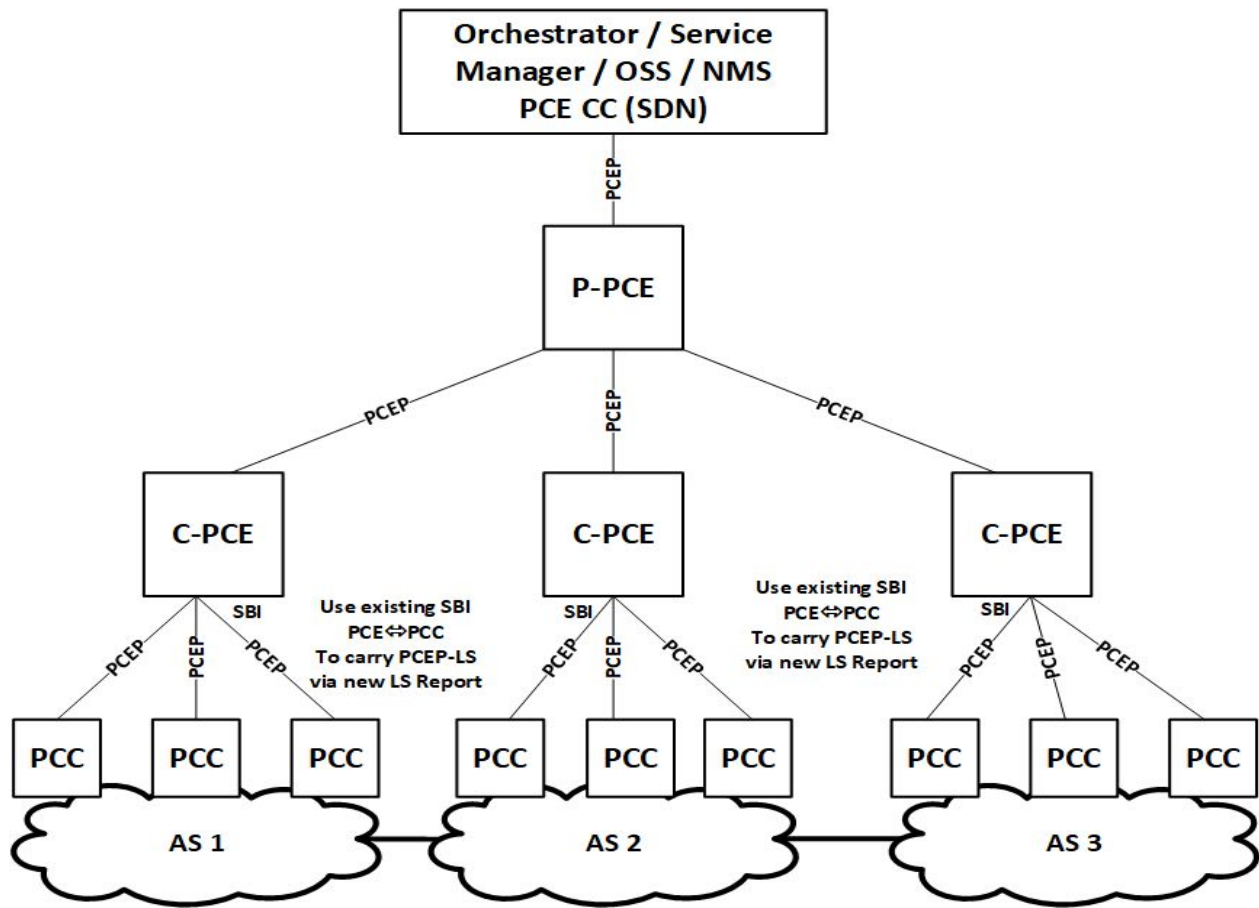 Orchestrator / Service
Manager / OSS / NMS
PCE CC (SDN)
PCEP
P-PCE
PCEP
PCEP
PCEP
C-PCE
C-PCE
C-PCE
SBI
Use existing SBI
PCE⇔PCC
To carry PCEP-LS
via new LS Report
SBI
Use existing SBI
PCE⇔PCC
To carry PCEP-LS
via new LS Report
SBI
PCEP
PCEP
PCEP
PCEP
PCEP
PCEP
PCEP
PCEP
PCEP
PCC
PCC
PCC
PCC
PCC
PCC
PCC
PCC
PCC
AS 1
AS 2
AS 3